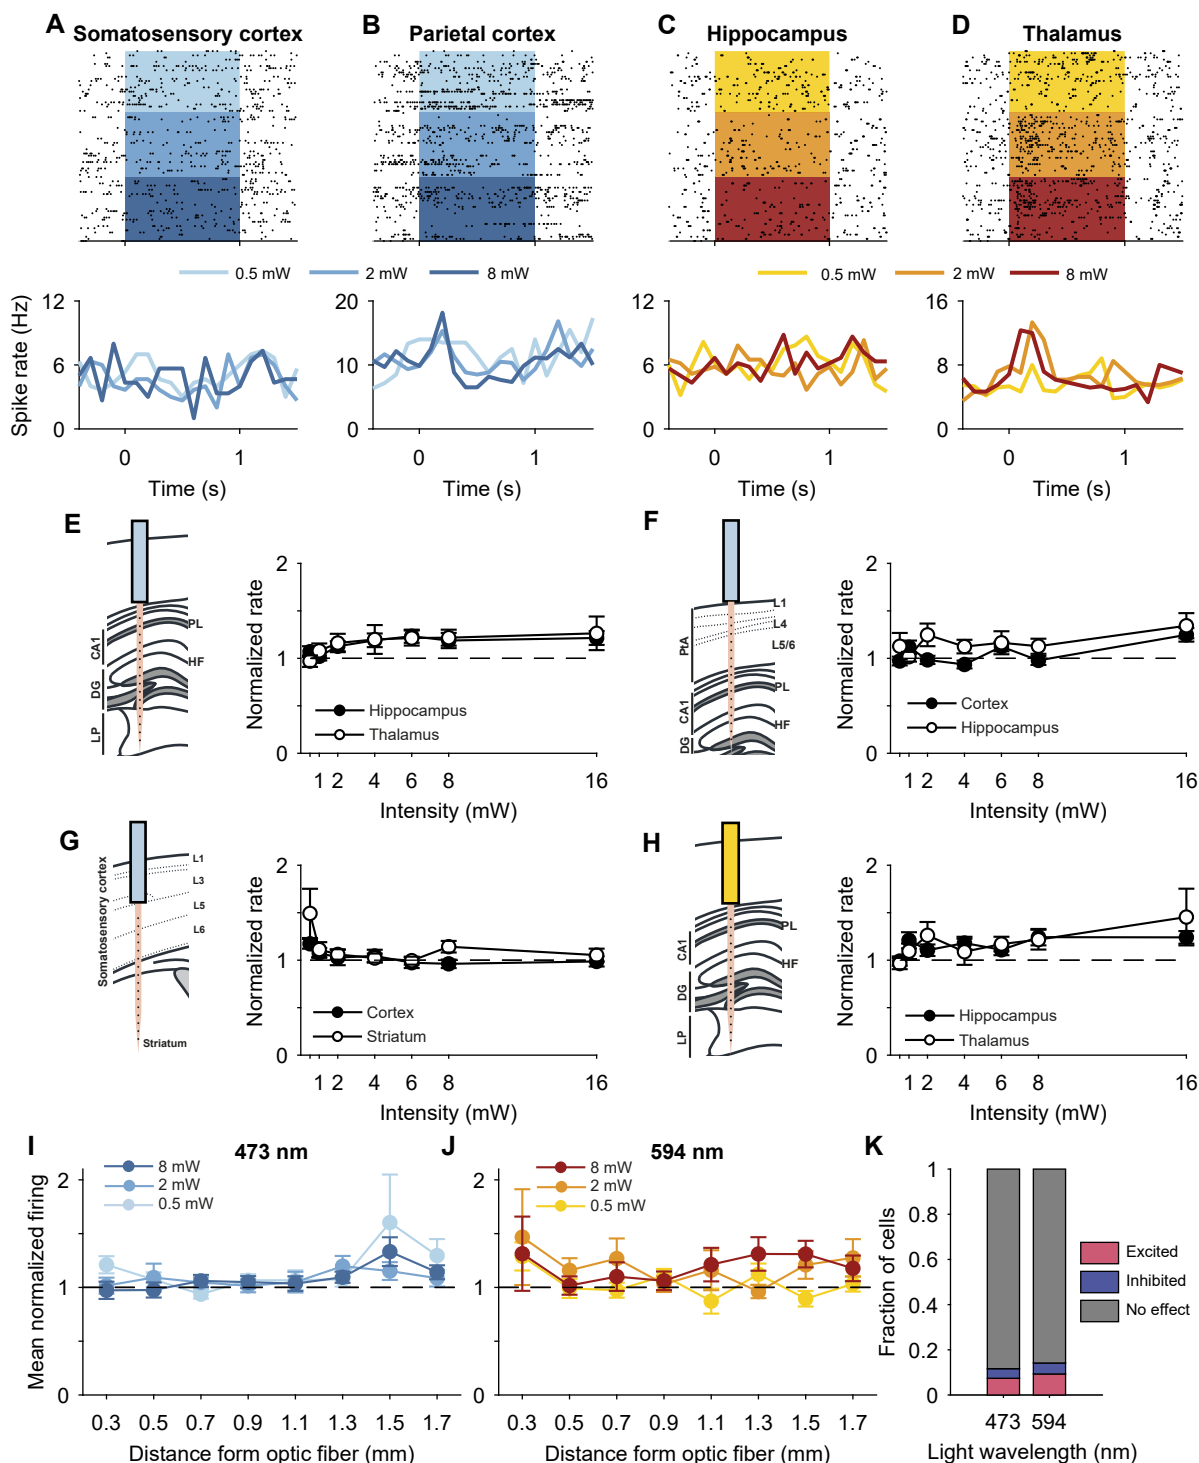 A Somatosensory cortex
B Parietal cortex
C Hippocampus
D Thalamus
0.5 mW 2 mW 8 mW
0.5 mW 2 mW 8 mW
Spike rate (Hz)
12
6
0
0 1
Time (s)
20
10
0
0 1
Time (s)
12
6
0
0 1
Time (s)
16
8
0
0 1
Time (s)
E
CA1
DG
LP
PL
HF
Normalized rate
2
1
0
Hippocampus
Thalamus
1 2 4 6 8 16
Intensity (mW)
F
PtA
CA1
DG
L1
L4
L5/6
PL
HF
Normalized rate
2
1
0
Cortex
Hippocampus
1 2 4 6 8 16
Intensity (mW)
G
Somatosensory cortex
L1
L3
L5
L6
Striatum
Normalized rate
2
1
0
Cortex
Striatum
1 2 4 6 8 16
Intensity (mW)
H
CA1
DG
LP
PL
HF
Normalized rate
2
1
0
Hippocampus
Thalamus
1 2 4 6 8 16
Intensity (mW)
I 473 nm
8 mW
2 mW
0.5 mW
Mean normalized firing
2
1
0
0.3 0.5 0.7 0.9 1.1 1.3 1.5 1.7
Distance form optic fiber (mm)
J 594 nm
8 mW
2 mW
0.5 mW
2
1
0
0.3 0.5 0.7 0.9 1.1 1.3 1.5 1.7
Distance form optic fiber (mm)
K
Fraction of cells
1
0.8
0.6
0.4
0.2
0
473 594
Light wavelength (nm)
Excited
Inhibited
No effect